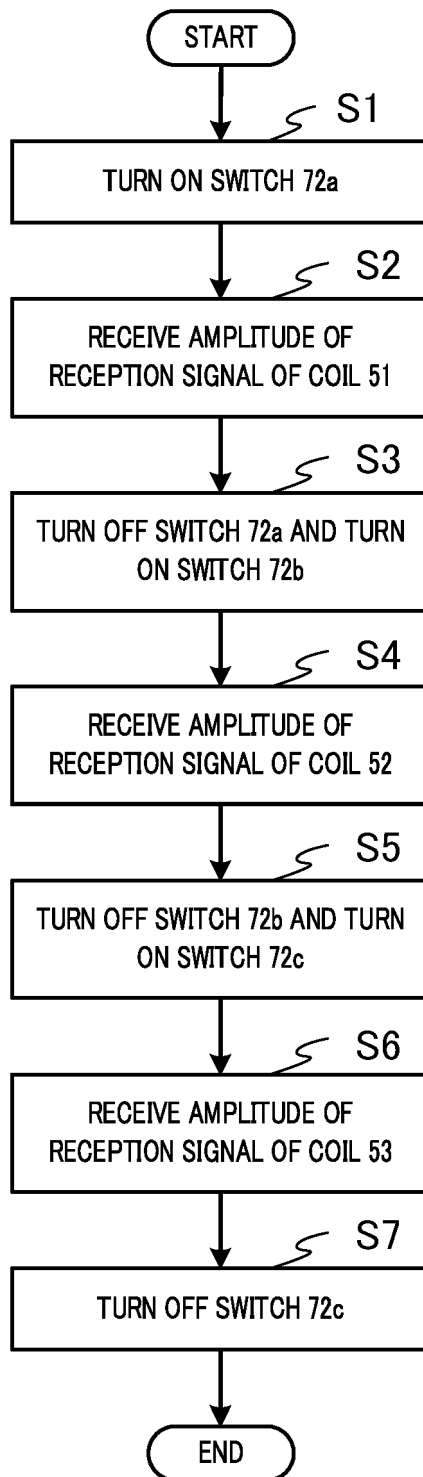 START
S1
TURN ON SWITCH 72a
S2
RECEIVE AMPLITUDE OF
RECEPTION SIGNAL OF COIL 51
S3
TURN OFF SWITCH 72a AND TURN
ON SWITCH 72b
S4
RECEIVE AMPLITUDE OF
RECEPTION SIGNAL OF COIL 52
S5
TURN OFF SWITCH 72b AND TURN
ON SWITCH 72c
S6
RECEIVE AMPLITUDE OF
RECEPTION SIGNAL OF COIL 53
S7
TURN OFF SWITCH 72c
END